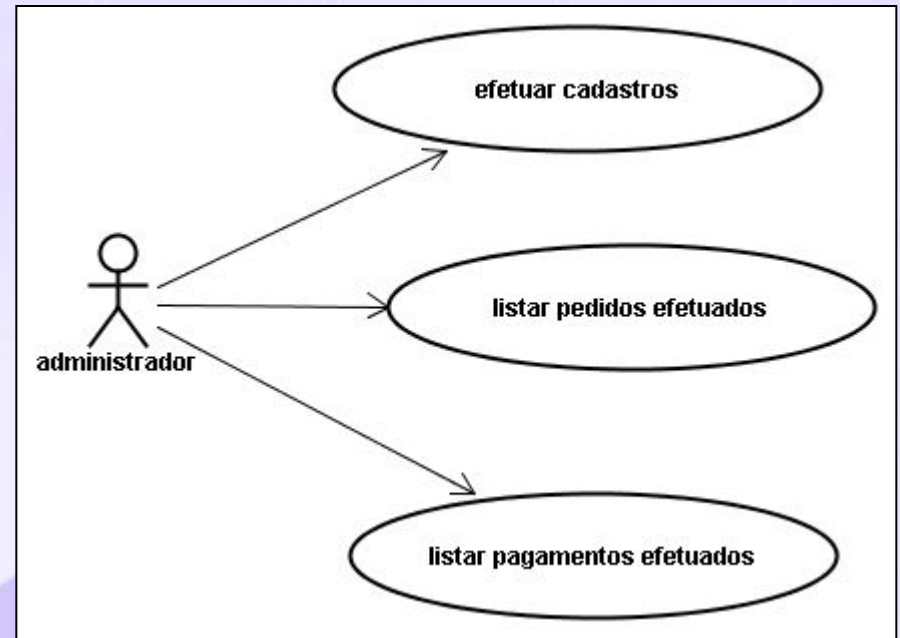 efetuar cadastros
listar pedidos efetuados
administrador
listar pagamentos efetuados